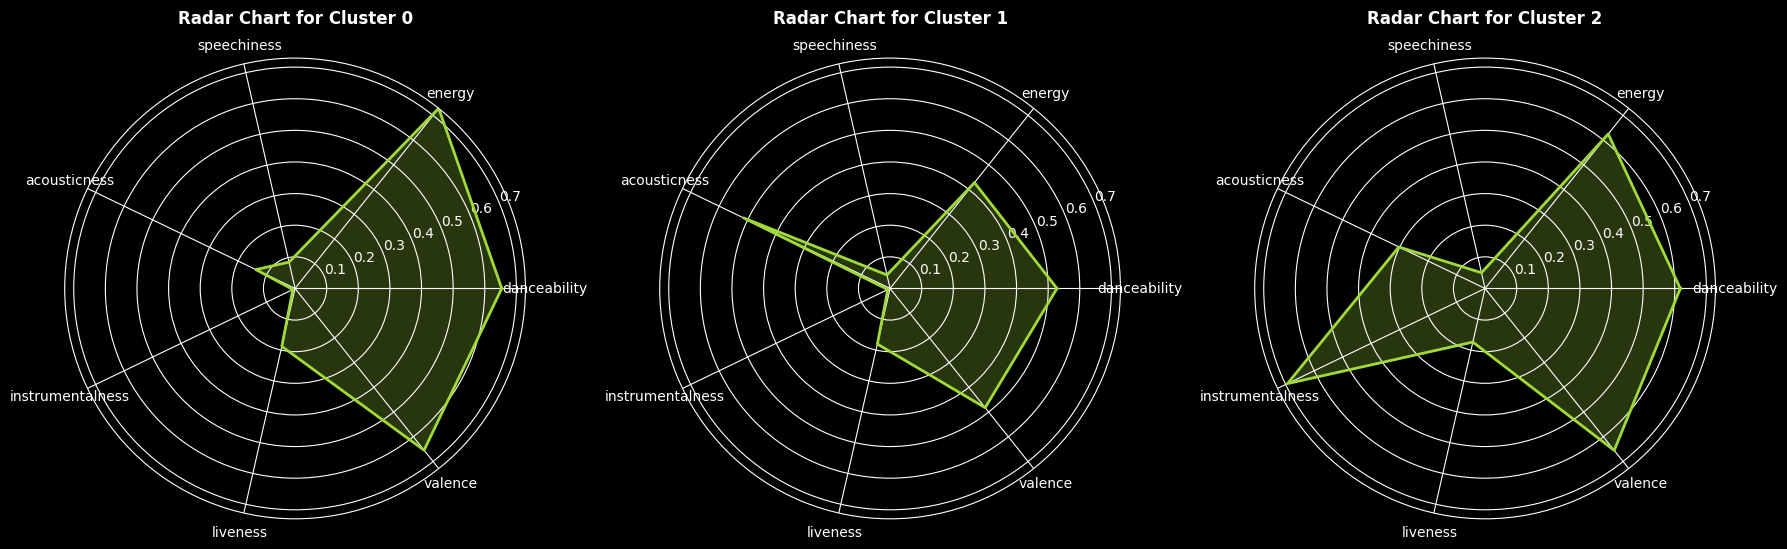 Radar Chart for Cluster 0
speechiness
energy
acousticness
danceability
instrumentalness
liveness
valence
0.1
0.2
0.3
0.4
0.5
0.6
0.7
Radar Chart for Cluster 1
speechiness
energy
acousticness
danceability
instrumentalness
liveness
valence
0.1
0.2
0.3
0.4
0.5
0.6
0.7
Radar Chart for Cluster 2
speechiness
energy
acousticness
danceability
instrumentalness
liveness
valence
0.1
0.2
0.3
0.4
0.5
0.6
0.7